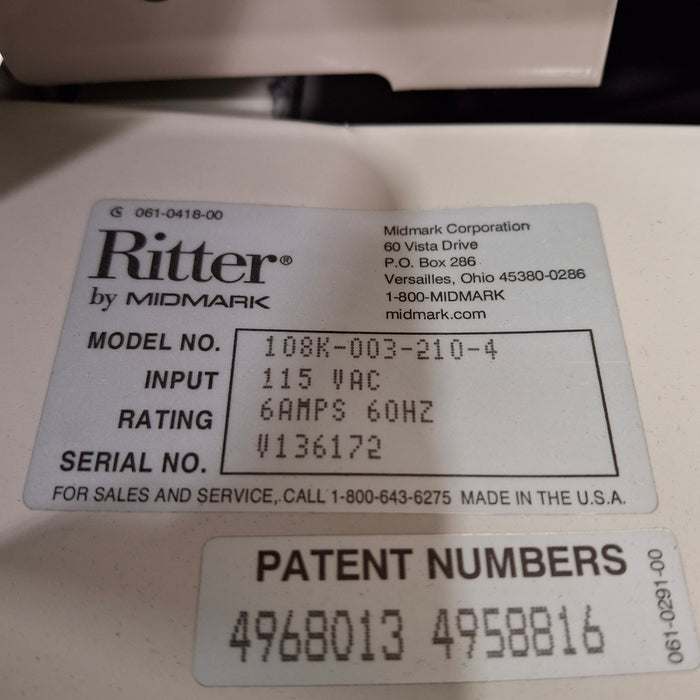 061-0418-00
Ritter®
by MIDMARK
Midmark Corporation
60 Vista Drive
P.O. Box 286
Versailles, Ohio 45380-0286
1-800-MIDMARK
midmark.com
MODEL NO. 108K-003-210-4
INPUT 115 VAC
RATING 6AMPS 60HZ
SERIAL NO. V136172
FOR SALES AND SERVICE, CALL 1-800-643-6275 MADE IN THE U.S.A.
PATENT NUMBERS
4968013 4958816
061-0291-00